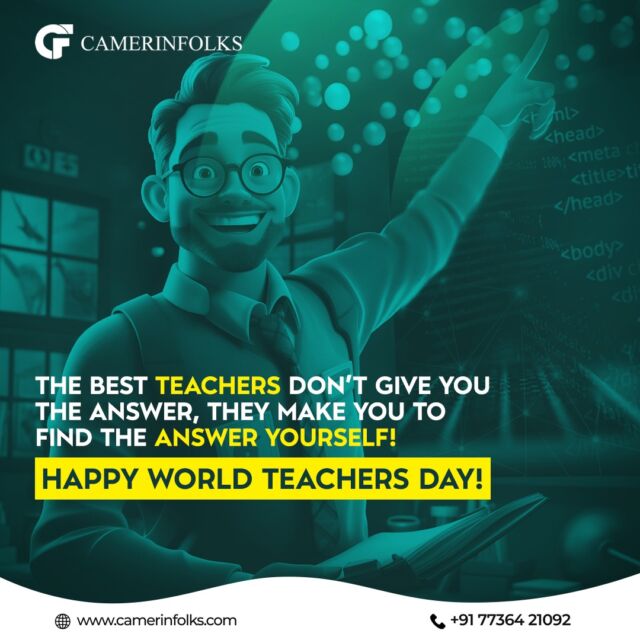 CAMERINFOLKS
<html>
<head>
<meta
<title>
</head>
<body>
<div
THE BEST TEACHERS DON'T GIVE YOU
THE ANSWER, THEY MAKE YOU TO
FIND THE ANSWER YOURSELF!
HAPPY WORLD TEACHERS DAY!
www.camerinfolks.com
+91 77364 21092